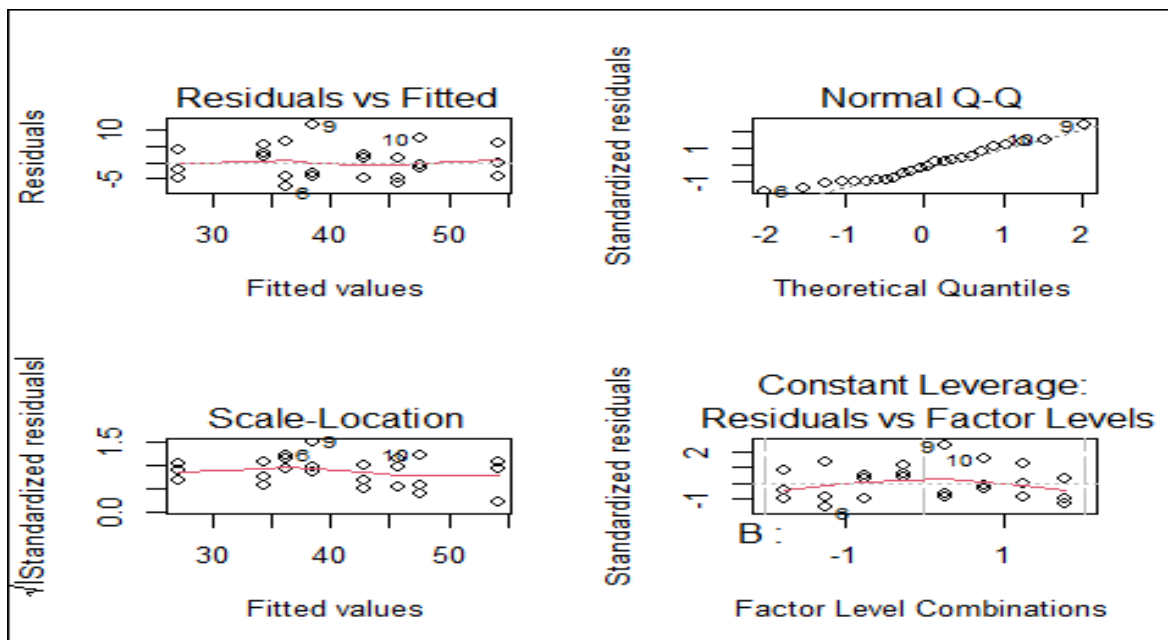 Residuals vs Fitted
Residuals
10
-5
9
10
6
30 40 50
Fitted values
Normal Q-Q
Standardized residuals
1
-1
9
10
6
-2 -1 0 1 2
Theoretical Quantiles
Scale-Location
√|Standardized residuals|
1.5
0.0
9
6
10
30 40 50
Fitted values
Constant Leverage:
Residuals vs Factor Levels
Standardized residuals
2
-1
9
10
6
B :
-1 1
Factor Level Combinations